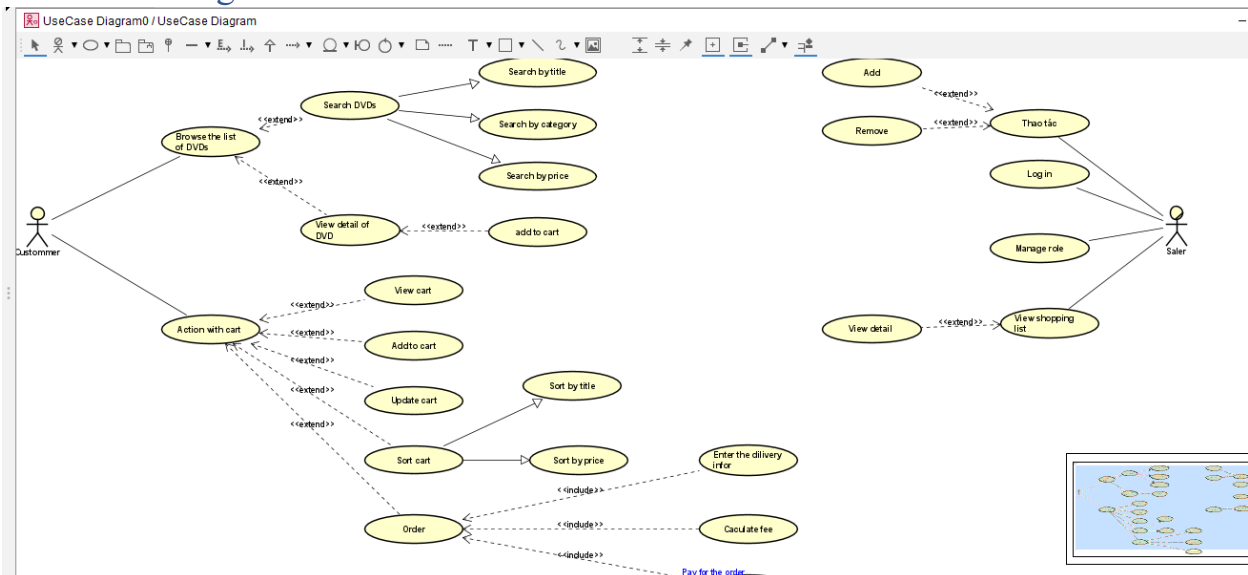 UseCase Diagram0 / UseCase Diagram
Search by title
Add
<<extend>>
Search DVDs
<<extend>>
Search by category
Thao tác
Remove
<<extend>>
Browse the list
of DVDs
Search by price
Log in
<<extend>>
View detail of
DVD
<<extend>>
add to cart
Custommer
Manage role
Saler
View cart
<<extend>>
Action with cart
<<extend>>
Add to cart
View detail
<<extend>>
View shopping
list
<<extend>>
Update cart
<<extend>>
Sort by title
<<extend>>
Sort cart
Sort by price
Enter the dilivery
infor
<<include>>
Order
<<include>>
Caculate fee
<<include>>
Pay for the order